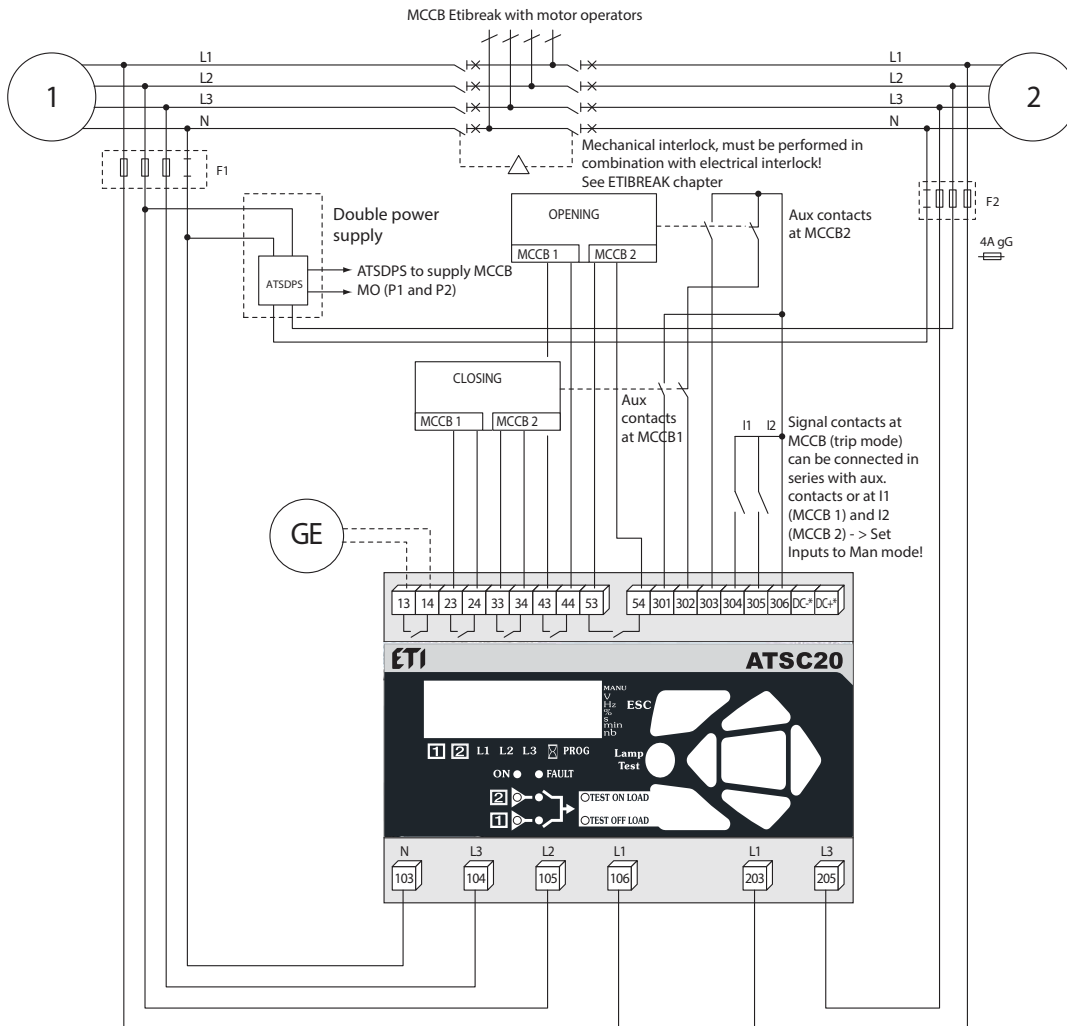 MCCB Etibreak with motor operators
L1
L1
L2
L2
1
2
L3
L3
N
N
Mechanical interlock, must be performed in
combination with electrical interlock!
See ETIBREAK chapter
F1
F2
4A gG
Double power
supply
ATSDPS
ATSDPS to supply MCCB
MO (P1 and P2)
OPENING
MCCB 1
MCCB 2
Aux contacts
at MCCB2
CLOSING
MCCB 1
MCCB 2
Aux
contacts
at MCCB1
I1
I2
Signal contacts at
MCCB (trip mode)
can be connected in
series with aux.
contacts or at I1
(MCCB 1) and I2
(MCCB 2) - > Set
Inputs to Man mode!
GE
13 14 23 24 33 34 43 44 53 54 301 302 303 304 305 306 DC-* DC+*
ETI
ATSC20
MANU
V
Hz
%
s
min
nb
ESC
1 2 L1 L2 L3 PROG
Lamp
Test
ON FAULT
2
TEST ON LOAD
1
TEST OFF LOAD
N L3 L2 L1 L1 L3
103 104 105 106 203 205